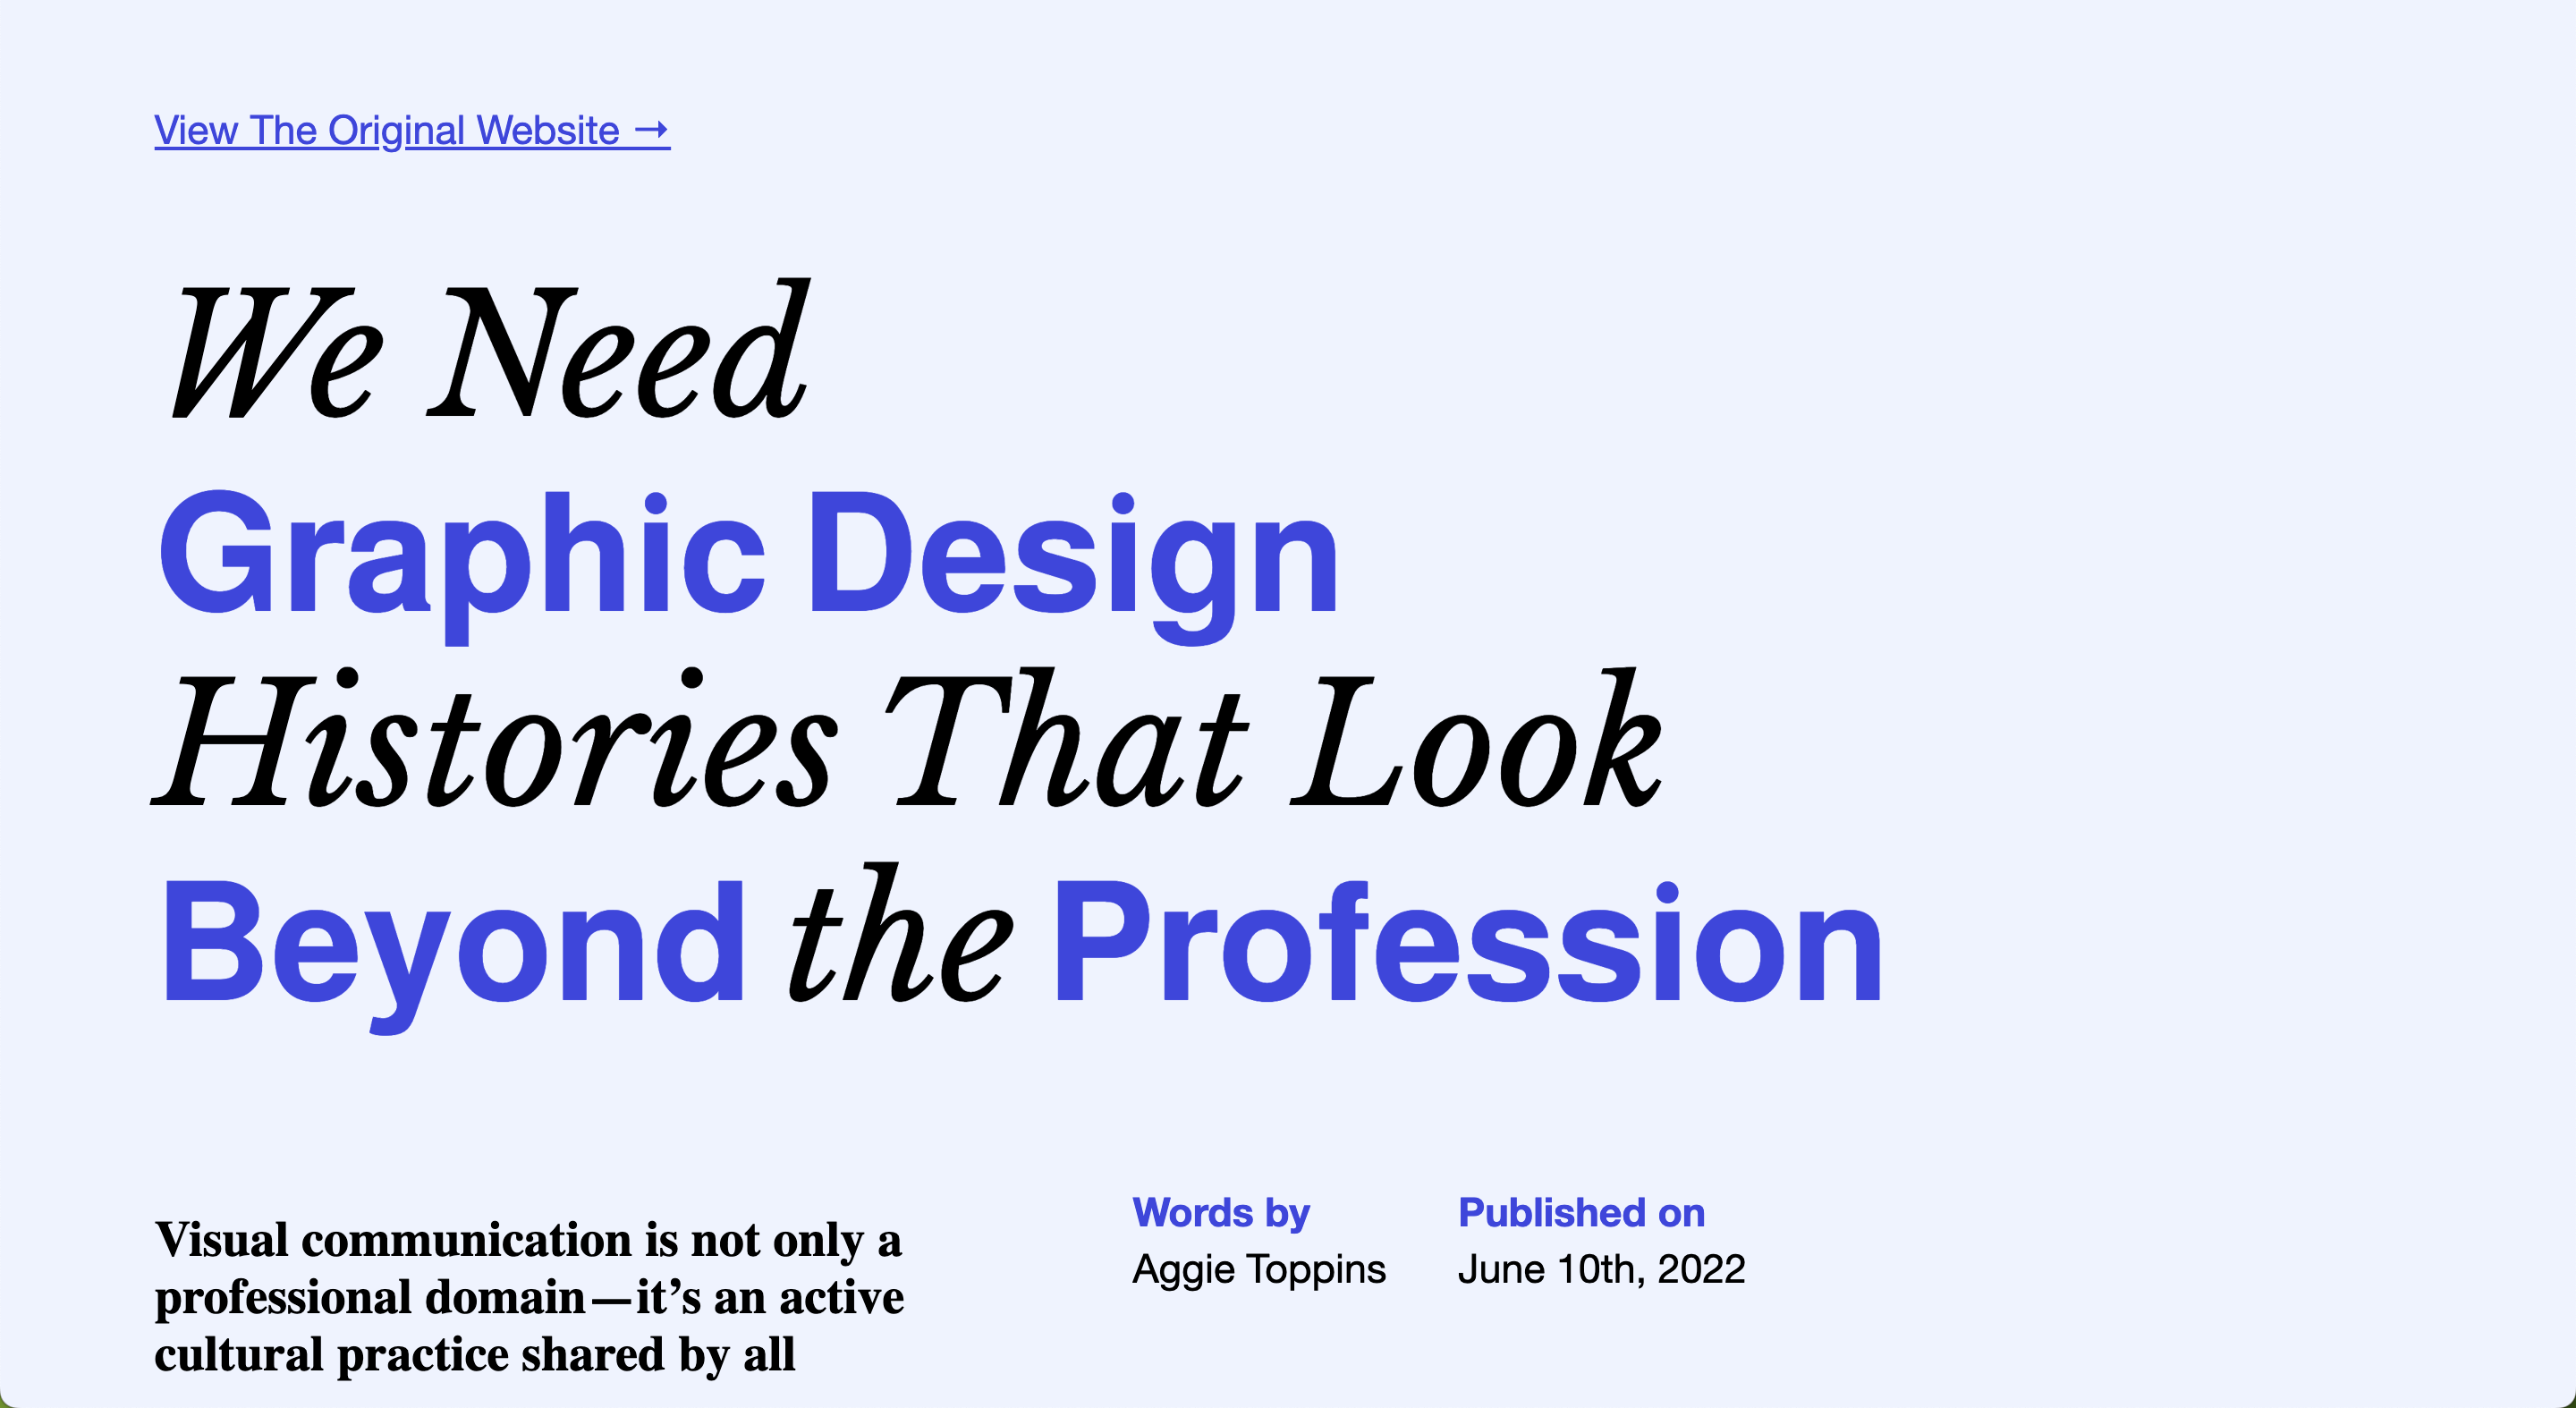 View The Original Website →
We Need
Graphic Design
Histories That Look
Beyond the Profession
Visual communication is not only a
professional domain—it’s an active
cultural practice shared by all
Words by
Aggie Toppins
Published on
June 10th, 2022